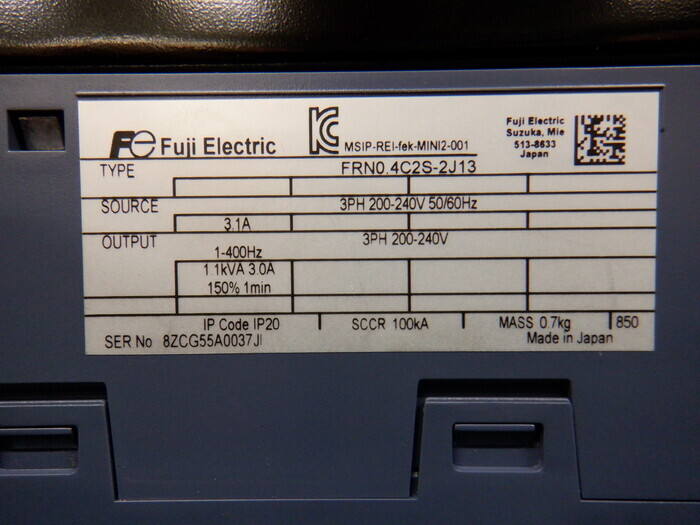 Fe Fuji Electric
MSIP-REI-fek-MINI2-001
Fuji Electric
Suzuka, Mie
513-8633
Japan
TYPE FRN0.4C2S-2J13
SOURCE 3PH 200-240V 50/60Hz
3.1A
OUTPUT 3PH 200-240V
1-400Hz
1.1kVA 3.0A
150% 1min
IP Code IP20 SCCR 100kA MASS 0.7kg 850
SER No 8ZCG55A0037JI Made in Japan